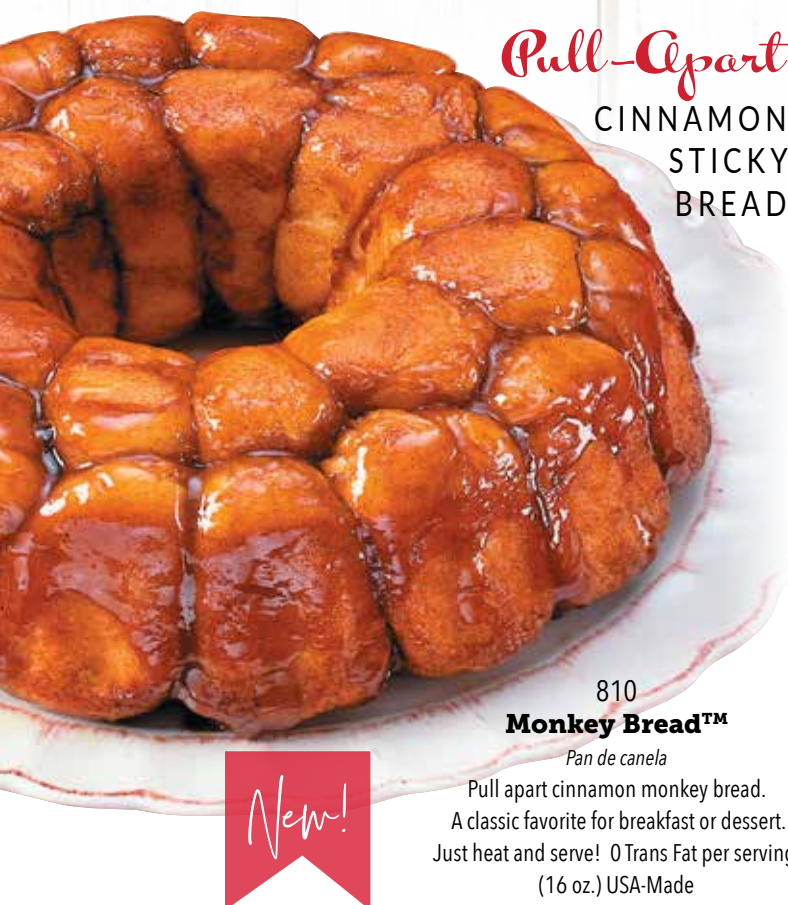 Pull-Apart
CINNAMON
STICKY
BREAD
810
Monkey Bread™
Pan de canela
Pull apart cinnamon monkey bread.
A classic favorite for breakfast or dessert.
Just heat and serve! 0 Trans Fat per serving
(16 oz.) USA-Made
New!